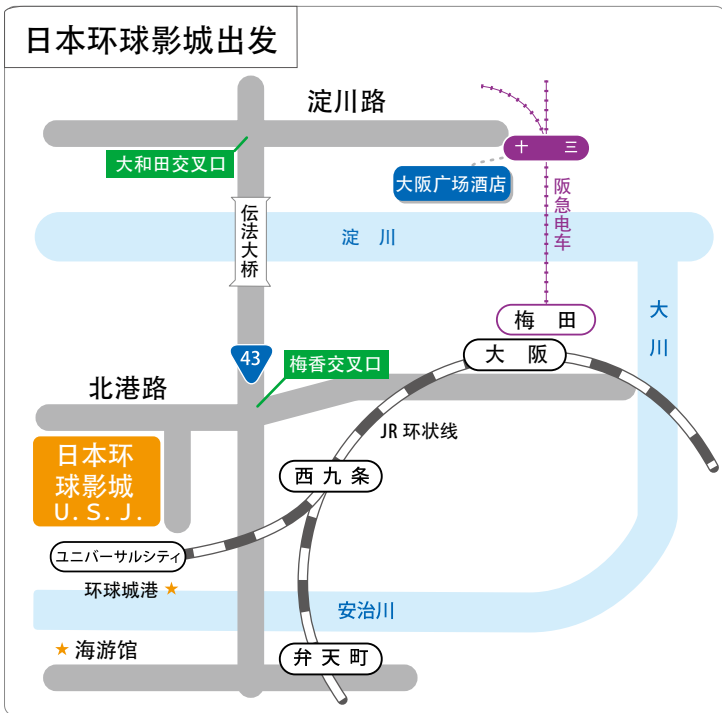 日本环球影城出发
淀川路
十 三
大和田交叉口
大阪广场酒店
阪急电车
伝法大桥
淀 川
大川
梅 田
大 阪
43
梅香交叉口
北港路
JR 环状线
日本环
球影城
U. S. J.
西 九 条
ユニバーサルシティ
环球城港
安治川
海游馆
弁 天 町